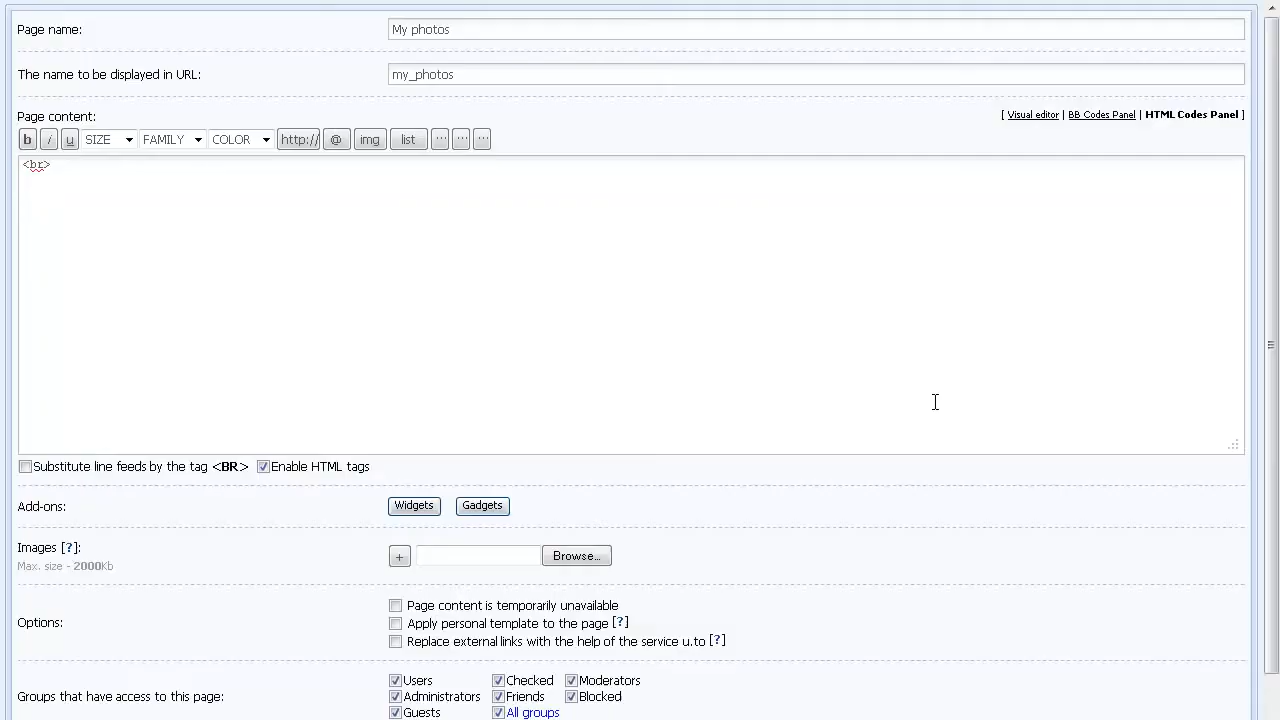 Page name: My photos
The name to be displayed in URL: my_photos
Page content: [ Visual editor | BB Codes Panel | HTML Codes Panel ]
b i u SIZE FAMILY COLOR http:// @ img list ... ... ...
<br>
Substitute line feeds by the tag <BR> Enable HTML tags
Add-ons: Widgets Gadgets
Images [?]: + Browse...
Max. size - 2000Kb
Page content is temporarily unavailable
Options: Apply personal template to the page [?]
Replace external links with the help of the service u.to [?]
Users Checked Moderators
Groups that have access to this page: Administrators Friends Blocked
Guests All groups